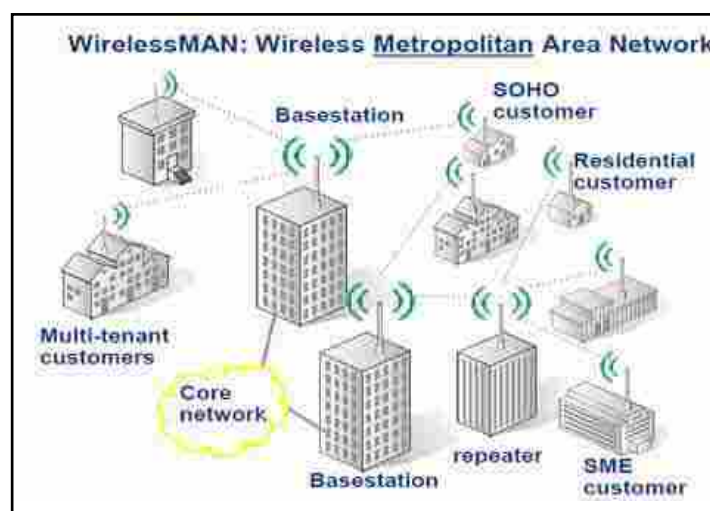 WirelessMAN: Wireless Metropolitan Area Network
SOHO
customer
Basestation
Residential
customer
Multi-tenant
customers
Core
network
Basestation
repeater
SME
customer